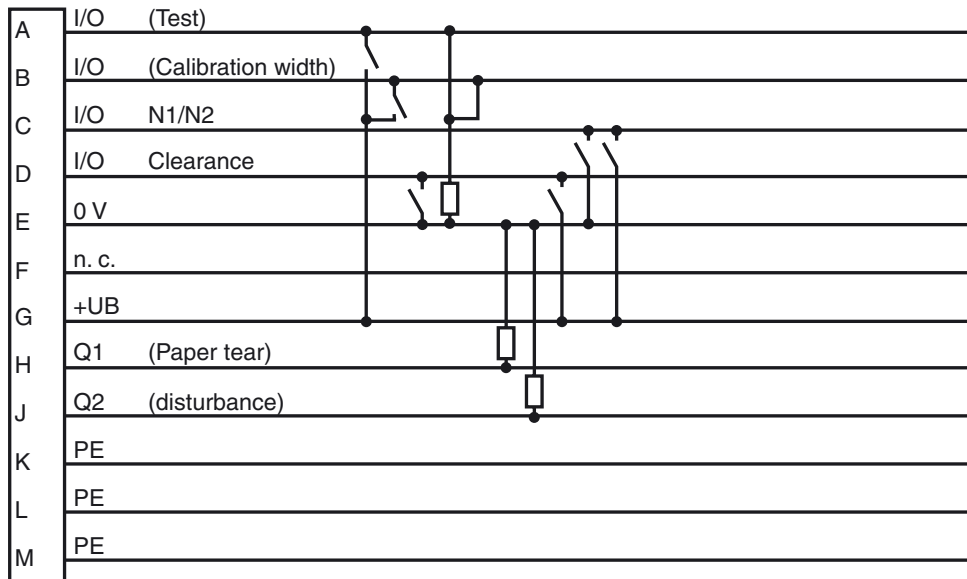 A I/O (Test)
B I/O (Calibration width)
C I/O N1/N2
D I/O Clearance
E 0 V
F n. c.
G +UB
H Q1 (Paper tear)
J Q2 (disturbance)
K PE
L PE
M PE